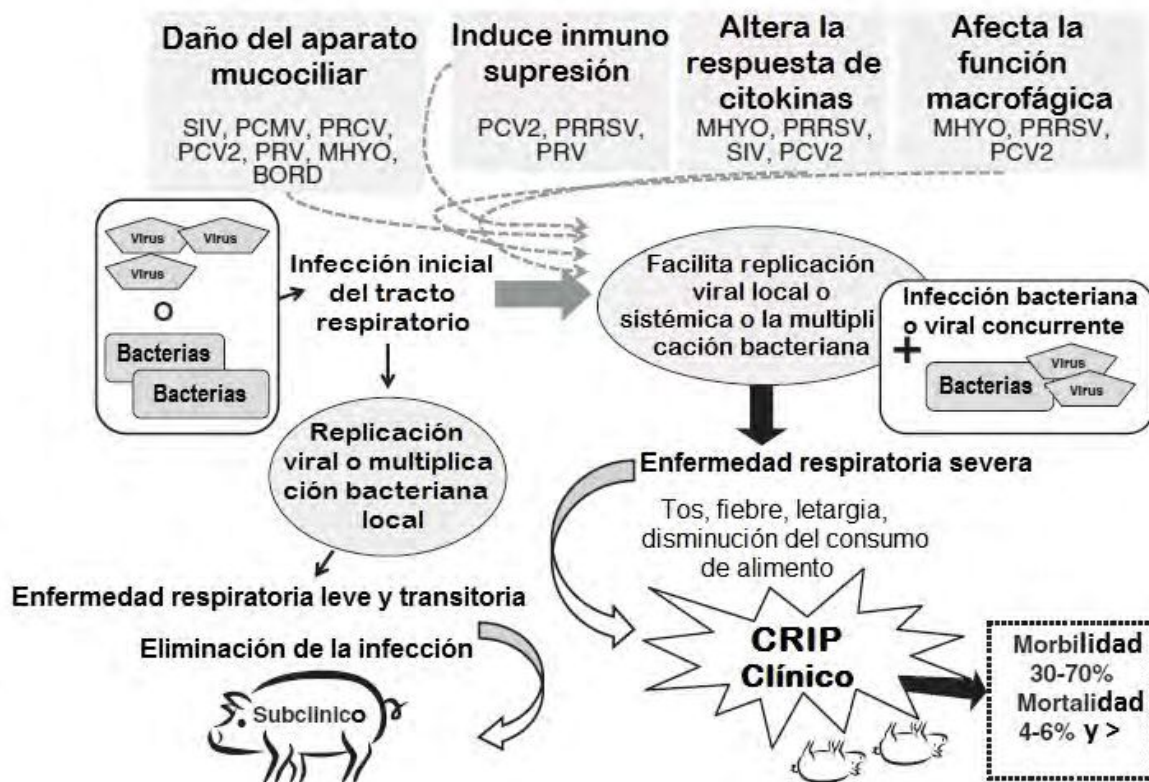 Daño del aparato
mucociliar
SIV, PCMV, PRCV,
PCV2, PRV, MHYO,
BORD
Induce inmuno
supresión
PCV2, PRRSV,
PRV
Altera la
respuesta de
citokinas
MHYO, PRRSV,
SIV, PCV2
Afecta la
función
macrofágica
MHYO, PRRSV,
PCV2
Virus
Virus
Virus
O
Bacterias
Bacterias
Infección inicial
del tracto
respiratorio
Facilita replicación
viral local o
sistémica o la multipli
cación bacteriana
Infección bacteriana
o viral concurrente
+
Virus
Bacterias
Virus
Replicación
viral o multiplica
ción bacteriana
local
Enfermedad respiratoria leve y transitoria
Eliminación de la infección
Subclinico
Enfermedad respiratoria severa
Tos, fiebre, letargia,
disminución del consumo
de alimento
CRIP
Clínico
Morbilidad
30-70%
Mortalidad
4-6% y >